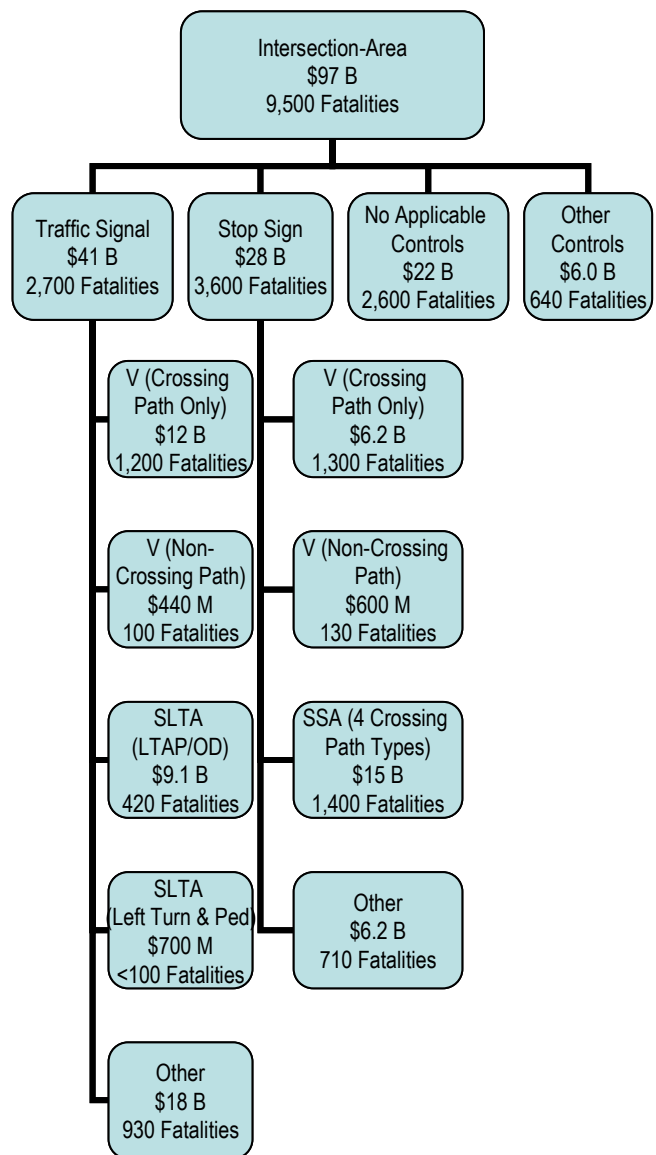 Intersection-Area
$97 B
9,500 Fatalities
Traffic Signal
$41 B
2,700 Fatalities
Stop Sign
$28 B
3,600 Fatalities
No Applicable
Controls
$22 B
2,600 Fatalities
Other
Controls
$6.0 B
640 Fatalities
V (Crossing
Path Only)
$12 B
1,200 Fatalities
V (Crossing
Path Only)
$6.2 B
1,300 Fatalities
V (Non-
Crossing Path)
$440 M
100 Fatalities
V (Non-Crossing
Path)
$600 M
130 Fatalities
SLTA
(LTAP/OD)
$9.1 B
420 Fatalities
SSA (4 Crossing
Path Types)
$15 B
1,400 Fatalities
SLTA
(Left Turn & Ped)
$700 M
<100 Fatalities
Other
$6.2 B
710 Fatalities
Other
$18 B
930 Fatalities